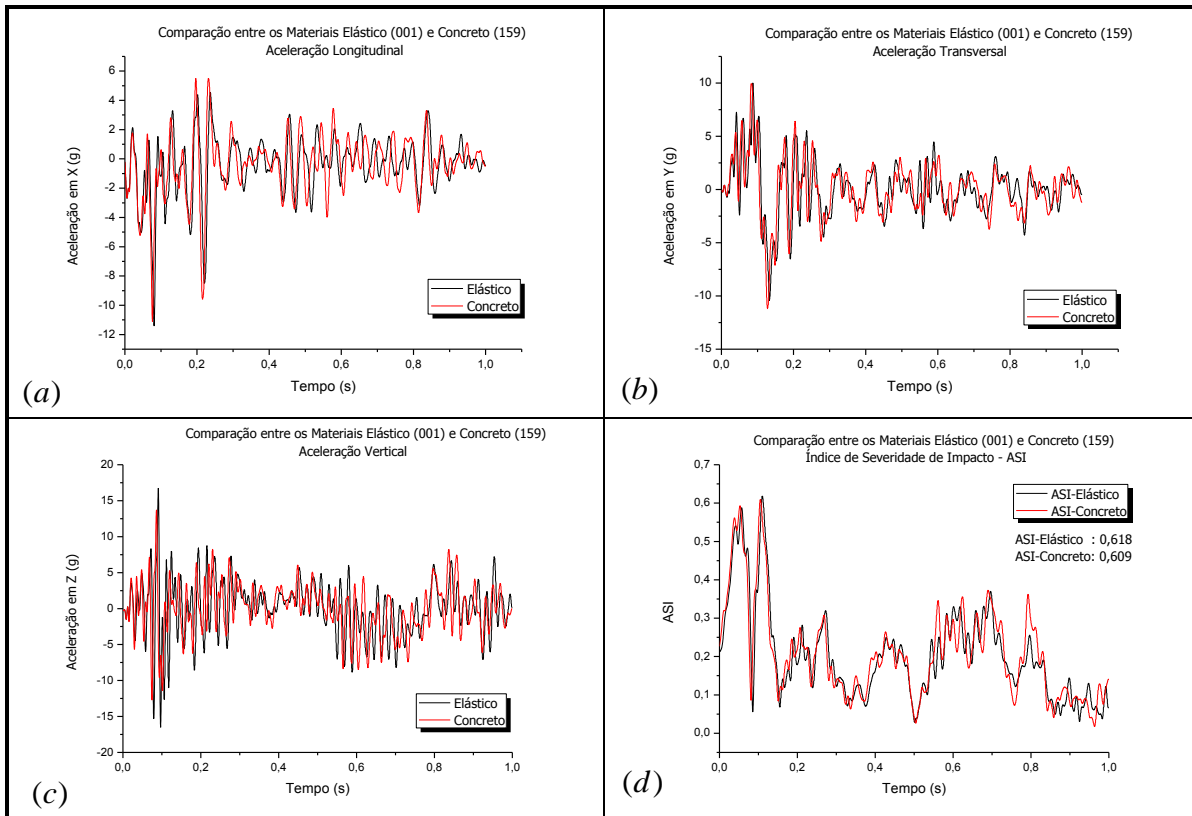 Comparação entre os Materiais Elástico (001) e Concreto (159)
Aceleração Longitudinal
6
4
2
0
-2
-4
-6
-8
-10
-12
Aceleração em X (g)
Elástico
Concreto
0,0 0,2 0,4 0,6 0,8 1,0
Tempo (s)
(a)
Comparação entre os Materiais Elástico (001) e Concreto (159)
Aceleração Transversal
10
5
0
-5
-10
-15
Aceleração em Y (g)
Elástico
Concreto
0,0 0,2 0,4 0,6 0,8 1,0
Tempo (s)
(b)
Comparação entre os Materiais Elástico (001) e Concreto (159)
Aceleração Vertical
20
15
10
5
0
-5
-10
-15
-20
Aceleração em Z (g)
Elástico
Concreto
0,0 0,2 0,4 0,6 0,8 1,0
Tempo (s)
(c)
Comparação entre os Materiais Elástico (001) e Concreto (159)
Índice de Severidade de Impacto - ASI
0,7
0,6
0,5
0,4
0,3
0,2
0,1
0,0
ASI
ASI-Elástico
ASI-Concreto
ASI-Elástico : 0,618
ASI-Concreto: 0,609
0,0 0,2 0,4 0,6 0,8 1,0
Tempo (s)
(d)